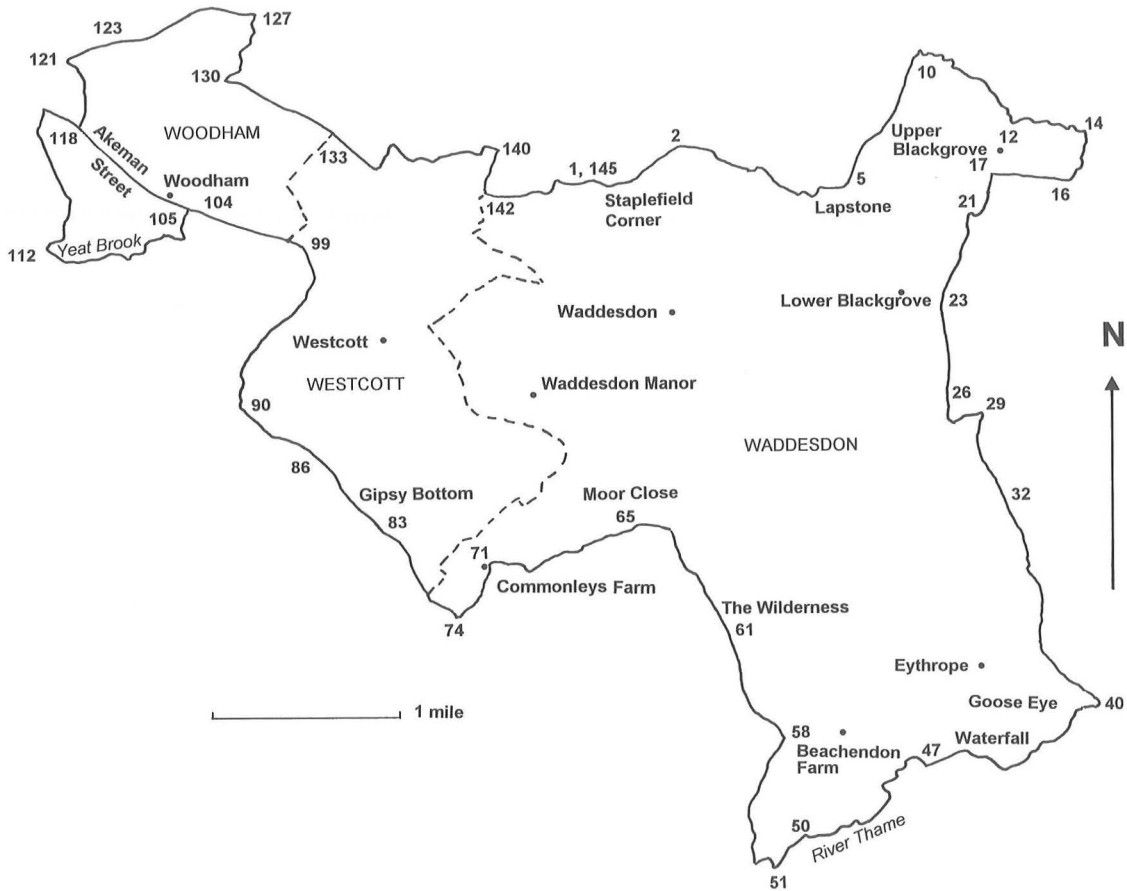 123
127
121
130
10
118
Akeman
Street
WOODHAM
133
140
2
Upper
Blackgrove
12
14
17
Woodham
104
105
1, 145
5
16
142
Staplefield
Corner
Lapstone
21
112
Yeat Brook
99
Waddesdon
Lower Blackgrove
23
N
Westcott
WESTCOTT
Waddesdon Manor
90
26
29
WADDESDON
86
Gipsy Bottom
Moor Close
32
83
65
71
Commonleys Farm
74
The Wilderness
61
Eythrope
Goose Eye
40
1 mile
58
Beachendon
Farm
47
Waterfall
50
River Thame
51